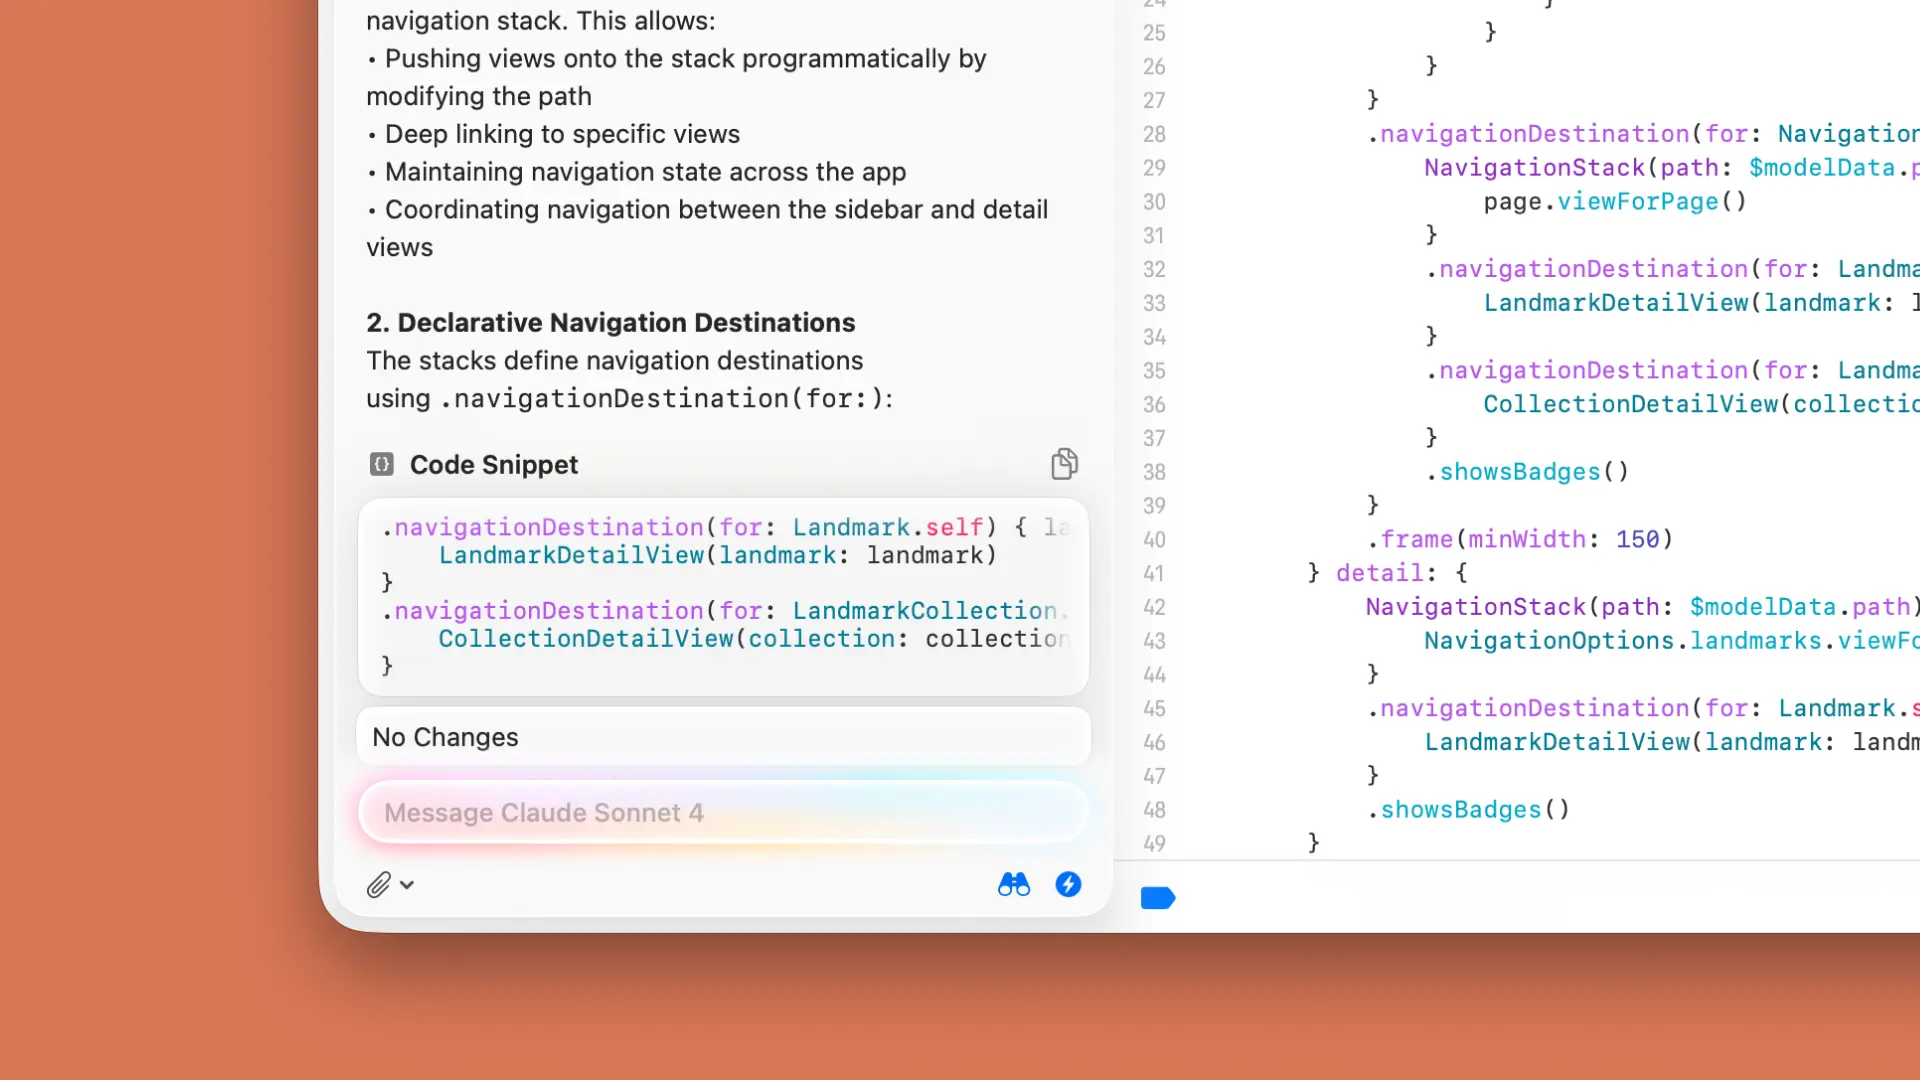 navigation stack. This allows:
• Pushing views onto the stack programmatically by
modifying the path
• Deep linking to specific views
• Maintaining navigation state across the app
• Coordinating navigation between the sidebar and detail
views
2. Declarative Navigation Destinations
The stacks define navigation destinations
using .navigationDestination(for:):
Code Snippet
.navigationDestination(for: Landmark.self) { la
    LandmarkDetailView(landmark: landmark)
}
.navigationDestination(for: LandmarkCollection.
    CollectionDetailView(collection: collection
}
No Changes
Message Claude Sonnet 4
24 }
25 }
26 }
27 }
28 .navigationDestination(for: Navigation
29 NavigationStack(path: $modelData.p
30 page.viewForPage()
31 }
32 .navigationDestination(for: Landma
33 LandmarkDetailView(landmark: l
34 }
35 .navigationDestination(for: Landma
36 CollectionDetailView(collectio
37 }
38 .showsBadges()
39 }
40 .frame(minWidth: 150)
41 } detail: {
42 NavigationStack(path: $modelData.path)
43 NavigationOptions.landmarks.viewFo
44 }
45 .navigationDestination(for: Landmark.s
46 LandmarkDetailView(landmark: landm
47 }
48 .showsBadges()
49 }